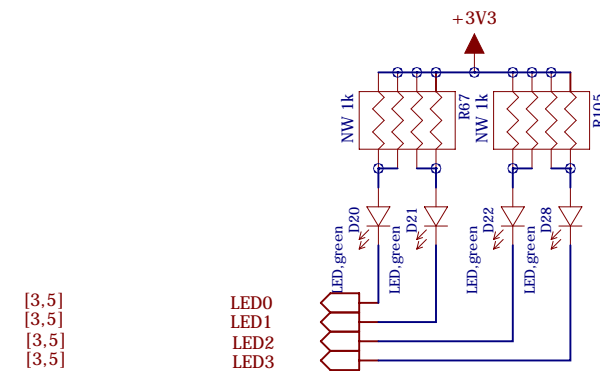 +3V3
NW 1k
R67
NW 1k
R105
D20
LED,green
D21
LED,green
D22
LED,green
D28
LED,green
[3,5] LED0
[3,5] LED1
[3,5] LED2
[3,5] LED3